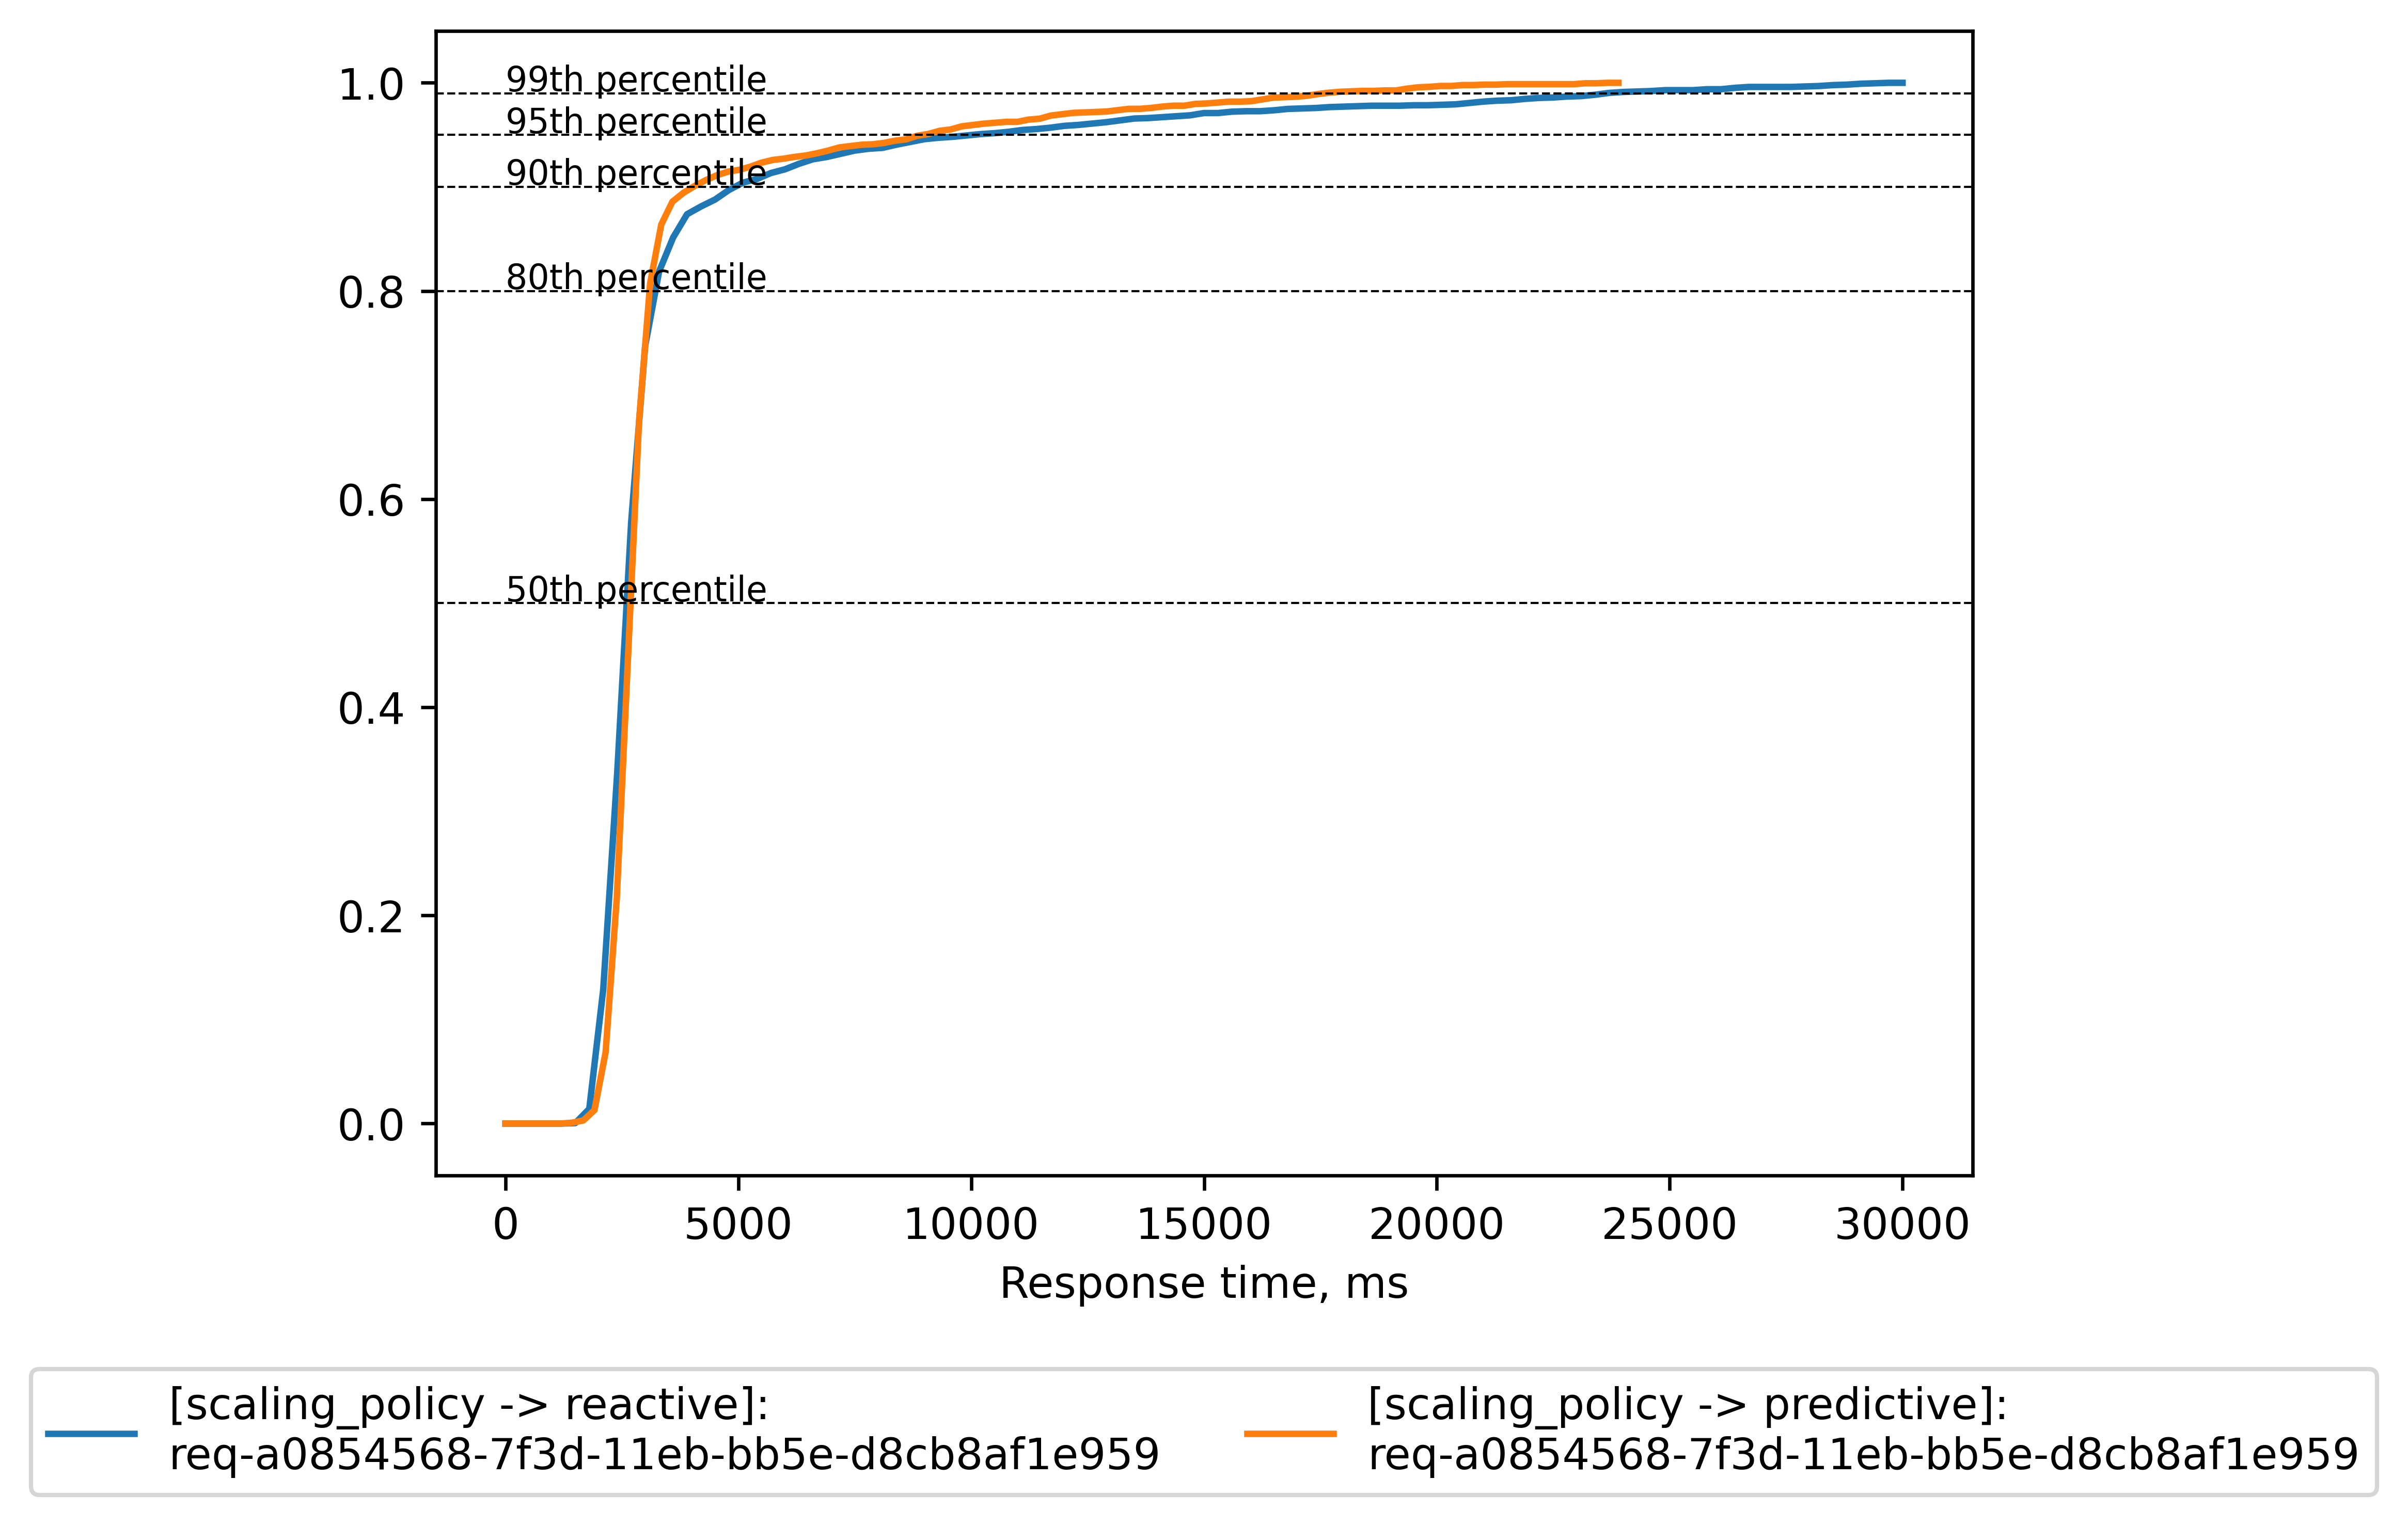 1.0
0.8
0.6
0.4
0.2
0.0
99th percentile
95th percentile
90th percentile
80th percentile
50th percentile
0 5000 10000 15000 20000 25000 30000
Response time, ms
[scaling_policy -> reactive]:
req-a0854568-7f3d-11eb-bb5e-d8cb8af1e959
[scaling_policy -> predictive]:
req-a0854568-7f3d-11eb-bb5e-d8cb8af1e959